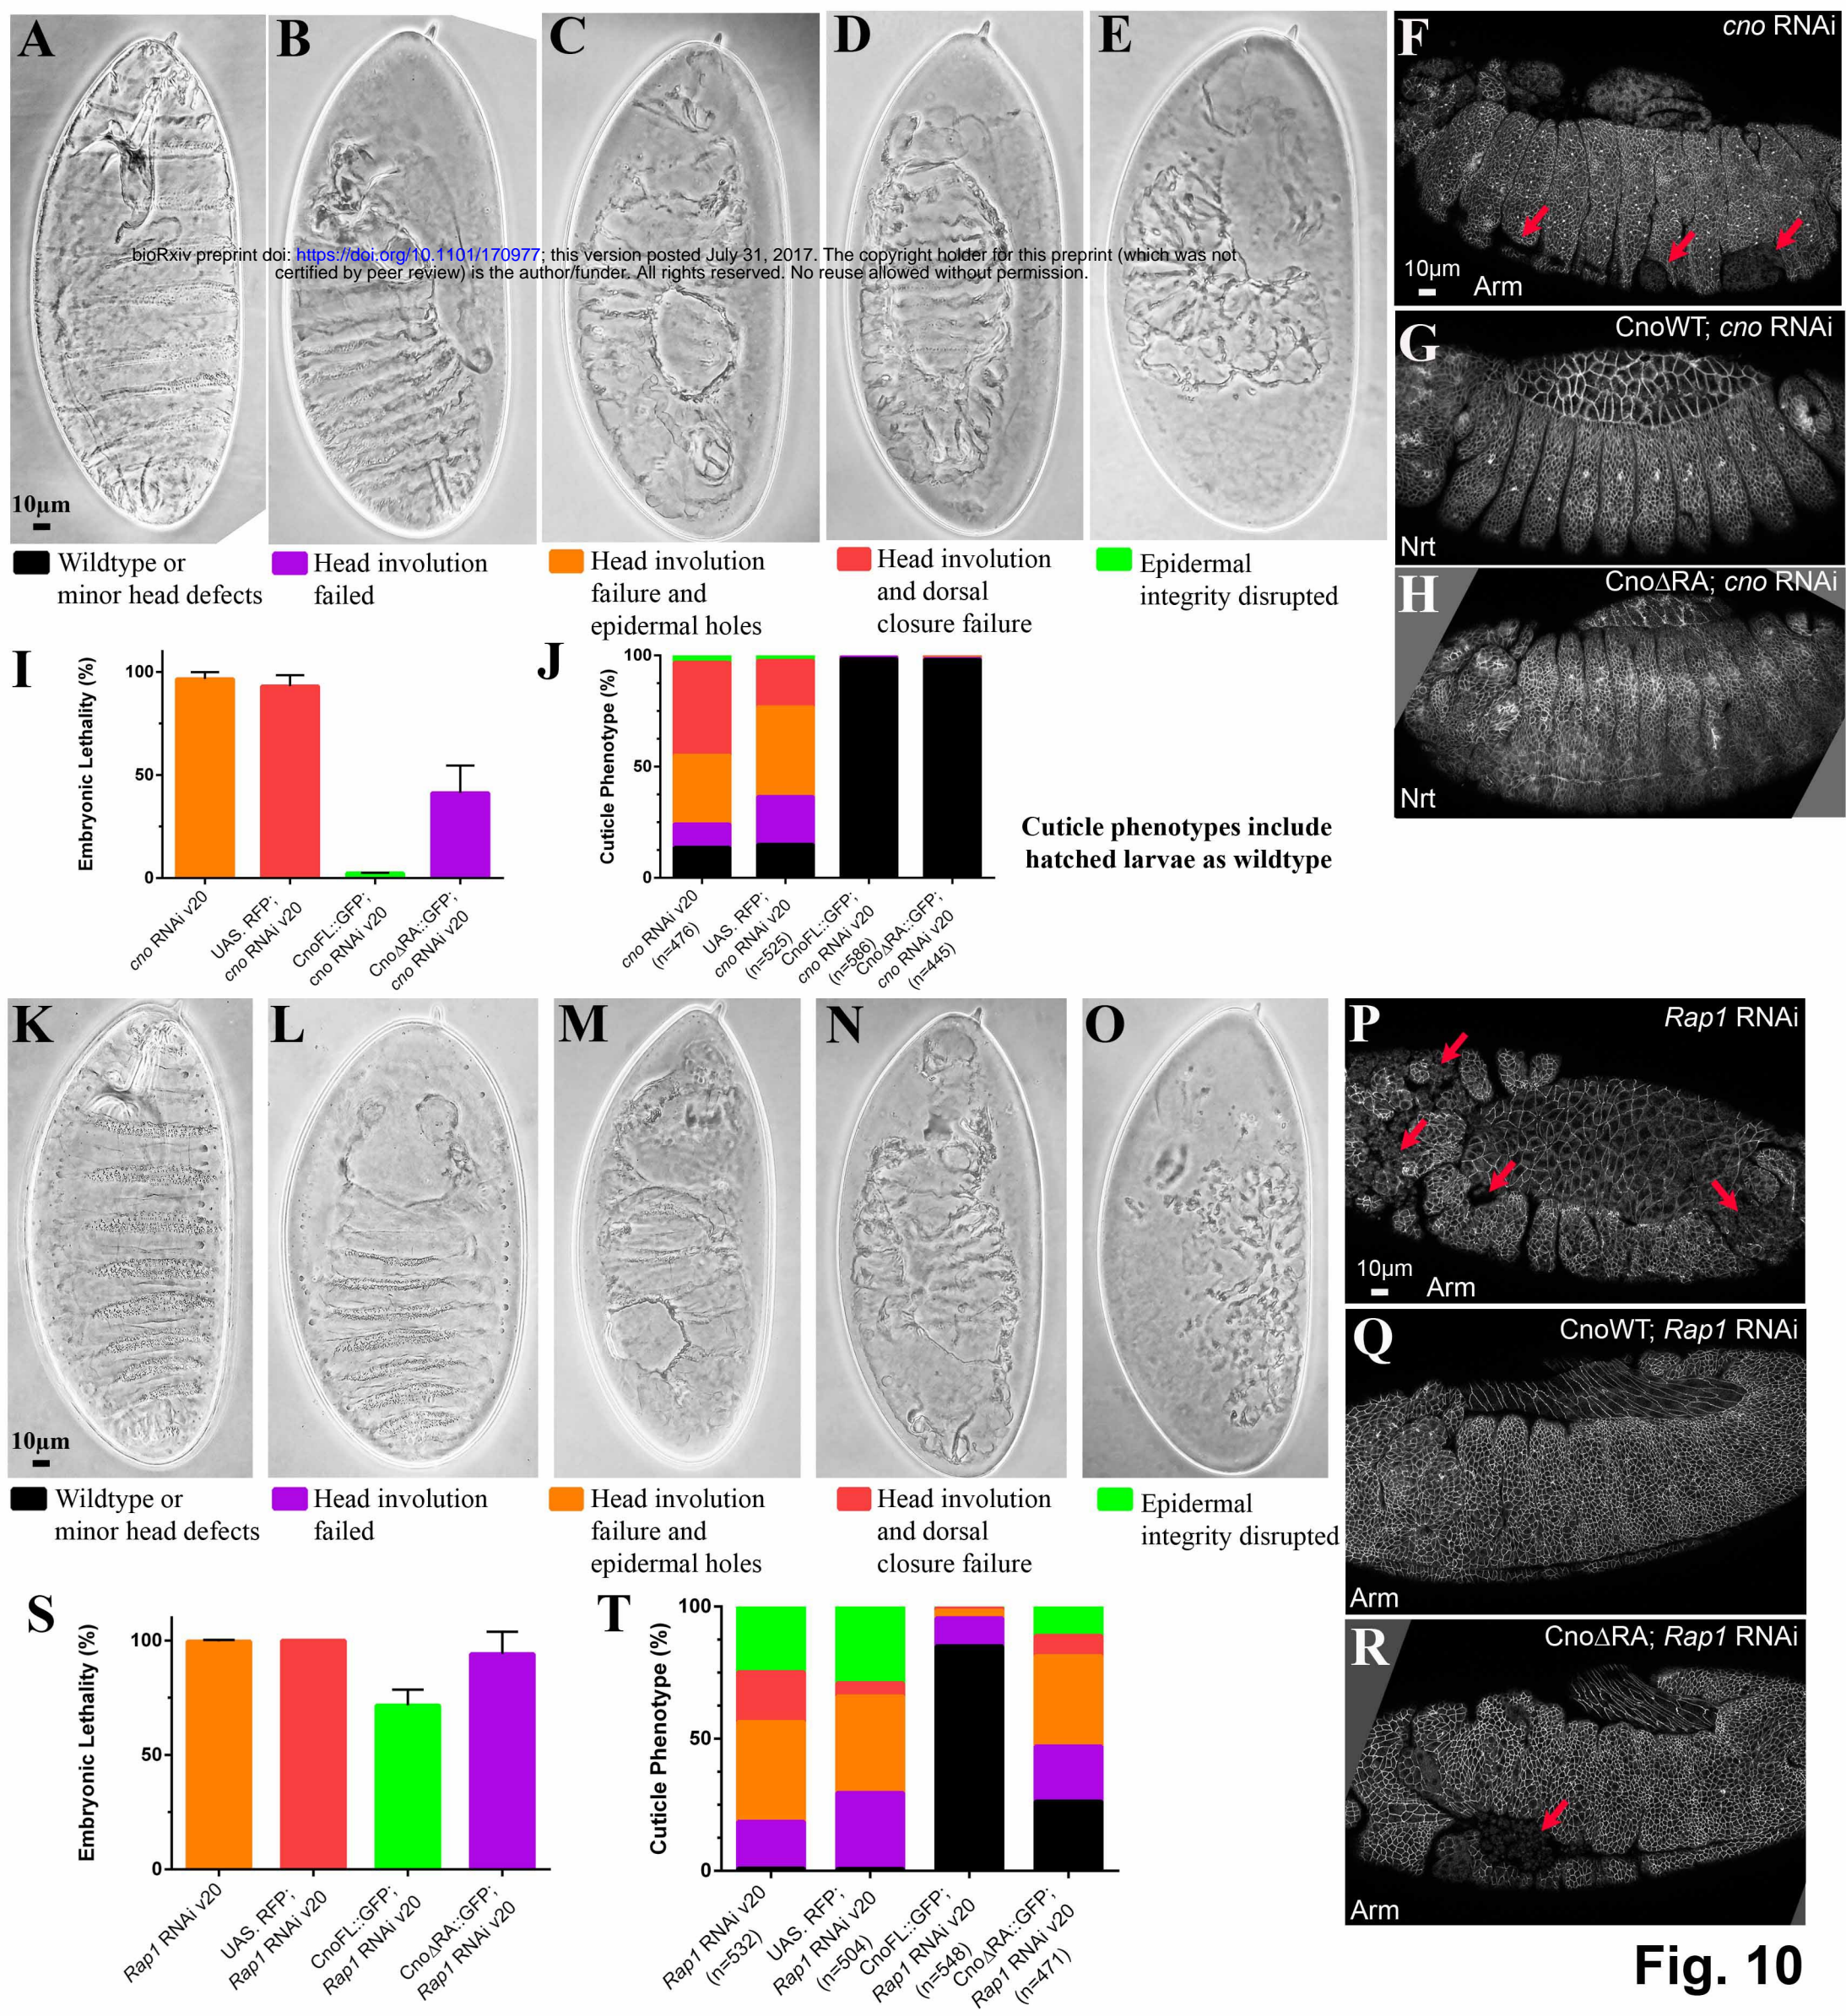 A
B
C
D
E
F
cno RNAi
bioRxiv preprint doi: https://doi.org/10.1101/170977; this version posted July 31, 2017. The copyright holder for this preprint (which was not
certified by peer review) is the author/funder. All rights reserved. No reuse allowed without permission.
10µm
Arm
G
CnoWT; cno RNAi
Nrt
H
CnoΔRA; cno RNAi
Nrt
10µm
Wildtype or
minor head defects
Head involution
failed
Head involution
failure and
epidermal holes
Head involution
and dorsal
closure failure
Epidermal
integrity disrupted
I
Embryonic Lethality (%)
100
50
0
cno RNAi v20
UAS. RFP;
cno RNAi v20
CnoFL::GFP;
cno RNAi v20
CnoΔRA::GFP;
cno RNAi v20
J
Cuticle Phenotype (%)
100
50
0
cno RNAi v20
(n=476)
UAS. RFP;
cno RNAi v20
(n=525)
CnoFL::GFP;
cno RNAi v20
(n=586)
CnoΔRA::GFP;
cno RNAi v20
(n=445)
Cuticle phenotypes include
hatched larvae as wildtype
K
L
M
N
O
P
Rap1 RNAi
10µm
Arm
Q
CnoWT; Rap1 RNAi
Arm
R
CnoΔRA; Rap1 RNAi
Arm
10µm
Wildtype or
minor head defects
Head involution
failed
Head involution
failure and
epidermal holes
Head involution
and dorsal
closure failure
Epidermal
integrity disrupted
S
Embryonic Lethality (%)
100
50
0
Rap1 RNAi v20
UAS. RFP;
Rap1 RNAi v20
CnoFL::GFP;
Rap1 RNAi v20
CnoΔRA::GFP;
Rap1 RNAi v20
T
Cuticle Phenotype (%)
100
50
0
Rap1 RNAi v20
(n=532)
UAS. RFP;
Rap1 RNAi v20
(n=504)
CnoFL::GFP;
Rap1 RNAi v20
(n=548)
CnoΔRA::GFP;
Rap1 RNAi v20
(n=471)
Fig. 10